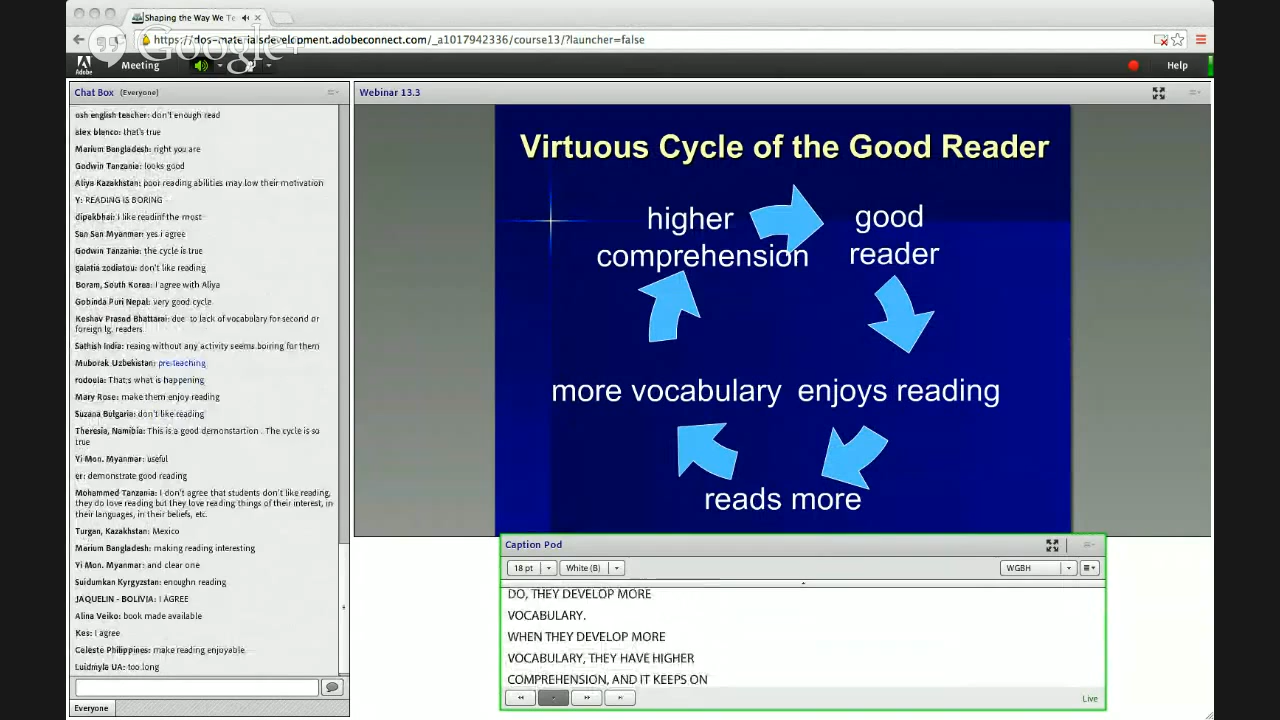 Shaping the Way We Te
Google+
https://dos-materialsdevelopment.adobeconnect.com/_a1017942336/course13/?launcher=false
Adobe
Meeting
Help
Chat Box (Everyone)
osh english teacher: don't enough read
alex blanco: that's true
Marium Bangladesh: right you are
Godwin Tanzania: looks good
Aliya Kazakhstan: poor reading abilities may low their motivation
Y: READING IS BORING
dipakbhai: I like readinf the most
San San Myanmar: yes i agree
Godwin Tanzania: the cycle is true
galatia zodiatou: don't like reading
Boram, South Korea: I agree with Aliya
Gobinda Puri Nepal: very good cycle
Keshav Prasad Bhattarai: due to lack of vocabulary for second or
foreign lg. readers.
Sathish India: reaing without any activity seems boiring for them
Muborak Uzbekistan: pre-teaching
rodoula: That;s what is happening
Mary Rose: make them enjoy reading
Suzana Bulgaria: don't like reading
Theresia, Namibia: This is a good demonstartion . The cycle is so
true
Yi Mon. Myanmar: useful
er: demonstrate good reading
Mohammed Tanzania: I don't agree that students don't like reading,
they do love reading but they love reading things of their interest, in
their languages, in their beliefs, etc.
Turgan, Kazakhstan: Mexico
Marium Bangladesh: making reading interesting
Yi Mon. Myanmar: and clear one
Suidumkan Kyrgyzstan: enoughn reading
JAQUELIN - BOLIVIA: I AGREE
Alina Veiko: book made available
Kes: I agree
Celeste Philippines: make reading enjoyable
Luidmyla UA: too long
Everyone
Webinar 13.3
Virtuous Cycle of the Good Reader
higher
comprehension
good
reader
more vocabulary
enjoys reading
reads more
Caption Pod
18 pt
White (B)
WGBH
DO, THEY DEVELOP MORE
VOCABULARY.
WHEN THEY DEVELOP MORE
VOCABULARY, THEY HAVE HIGHER
COMPREHENSION, AND IT KEEPS ON
Live